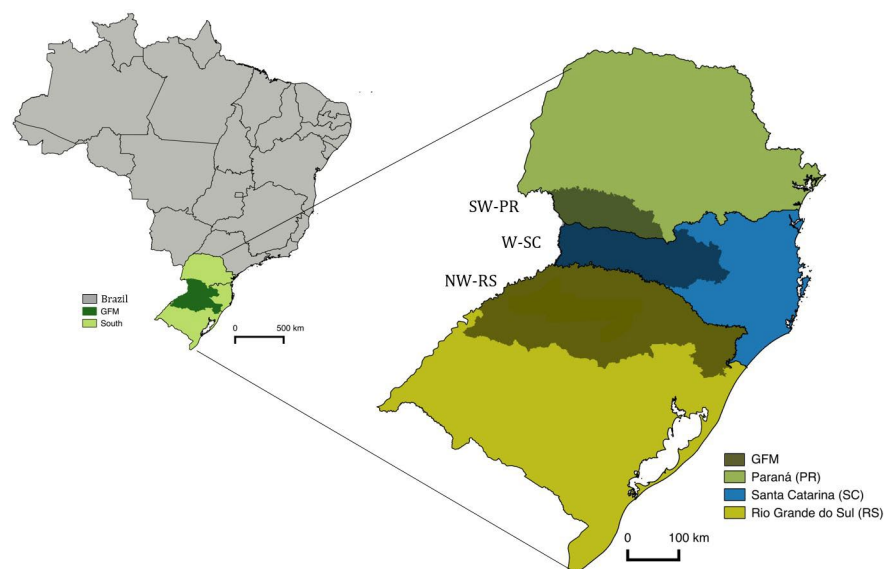 Brazil
GFM
South
0 500 km
SW-PR
W-SC
NW-RS
GFM
Paraná (PR)
Santa Catarina (SC)
Rio Grande do Sul (RS)
0 100 km